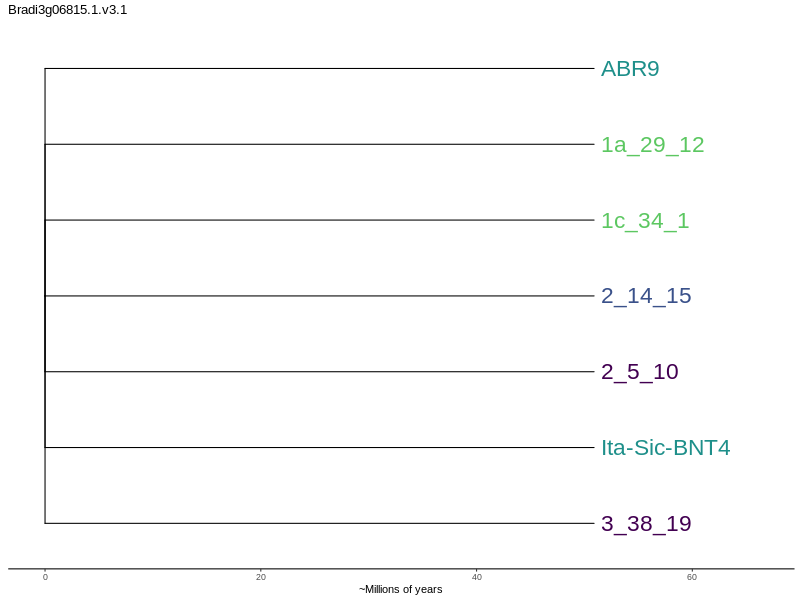 Bradi3g06815.1.v3.1
ABR9
1a_29_12
1c_34_1
2_14_15
2_5_10
Ita-Sic-BNT4
3_38_19
0 20 40 60
~Millions of years